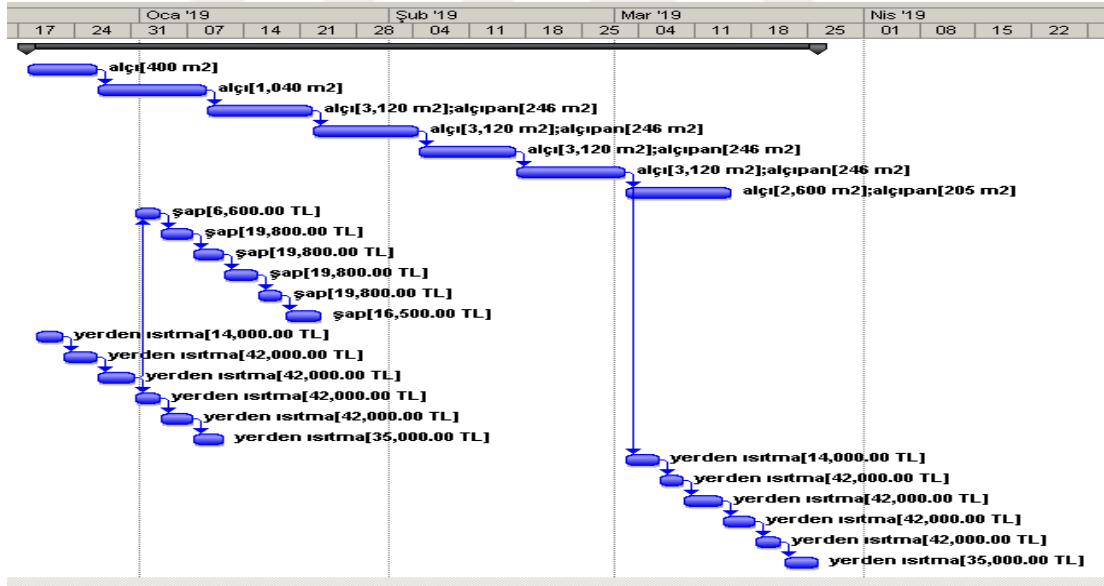 Oca '19 Şub '19 Mar '19 Nis '19
17 24 31 07 14 21 28 04 11 18 25 04 11 18 25 01 08 15 22
alçı[400 m2]
alçı[1,040 m2]
alçı[3,120 m2];alçıpan[246 m2]
alçı[3,120 m2];alçıpan[246 m2]
alçı[3,120 m2];alçıpan[246 m2]
alçı[3,120 m2];alçıpan[246 m2]
alçı[2,600 m2];alçıpan[205 m2]
şap[6,600.00 TL]
şap[19,800.00 TL]
şap[19,800.00 TL]
şap[19,800.00 TL]
şap[19,800.00 TL]
şap[16,500.00 TL]
yerden ısıtma[14,000.00 TL]
yerden ısıtma[42,000.00 TL]
yerden ısıtma[42,000.00 TL]
yerden ısıtma[42,000.00 TL]
yerden ısıtma[42,000.00 TL]
yerden ısıtma[35,000.00 TL]
yerden ısıtma[14,000.00 TL]
yerden ısıtma[42,000.00 TL]
yerden ısıtma[42,000.00 TL]
yerden ısıtma[42,000.00 TL]
yerden ısıtma[42,000.00 TL]
yerden ısıtma[35,000.00 TL]